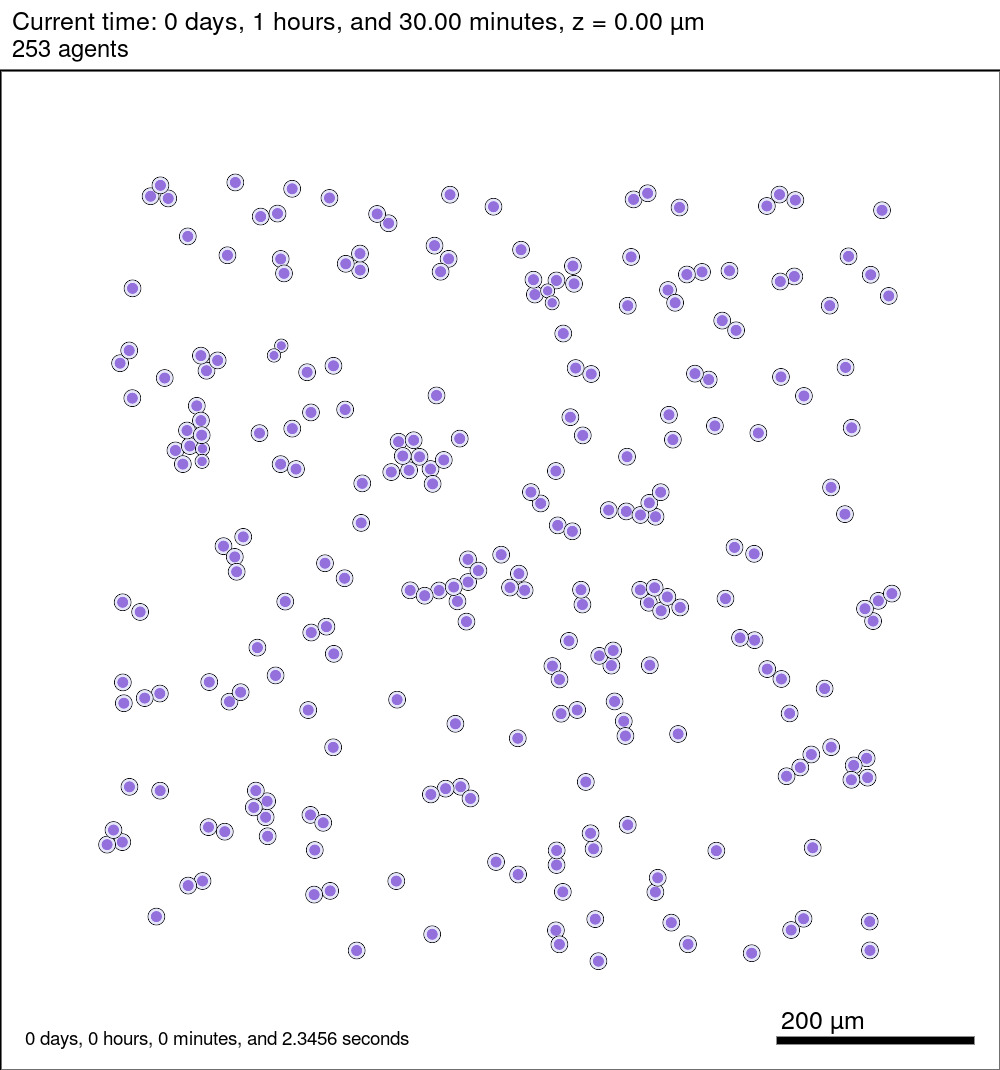 Current time: 0 days, 1 hours, and 30.00 minutes, z = 0.00 µm
253 agents
200 µm
0 days, 0 hours, 0 minutes, and 2.3456 seconds